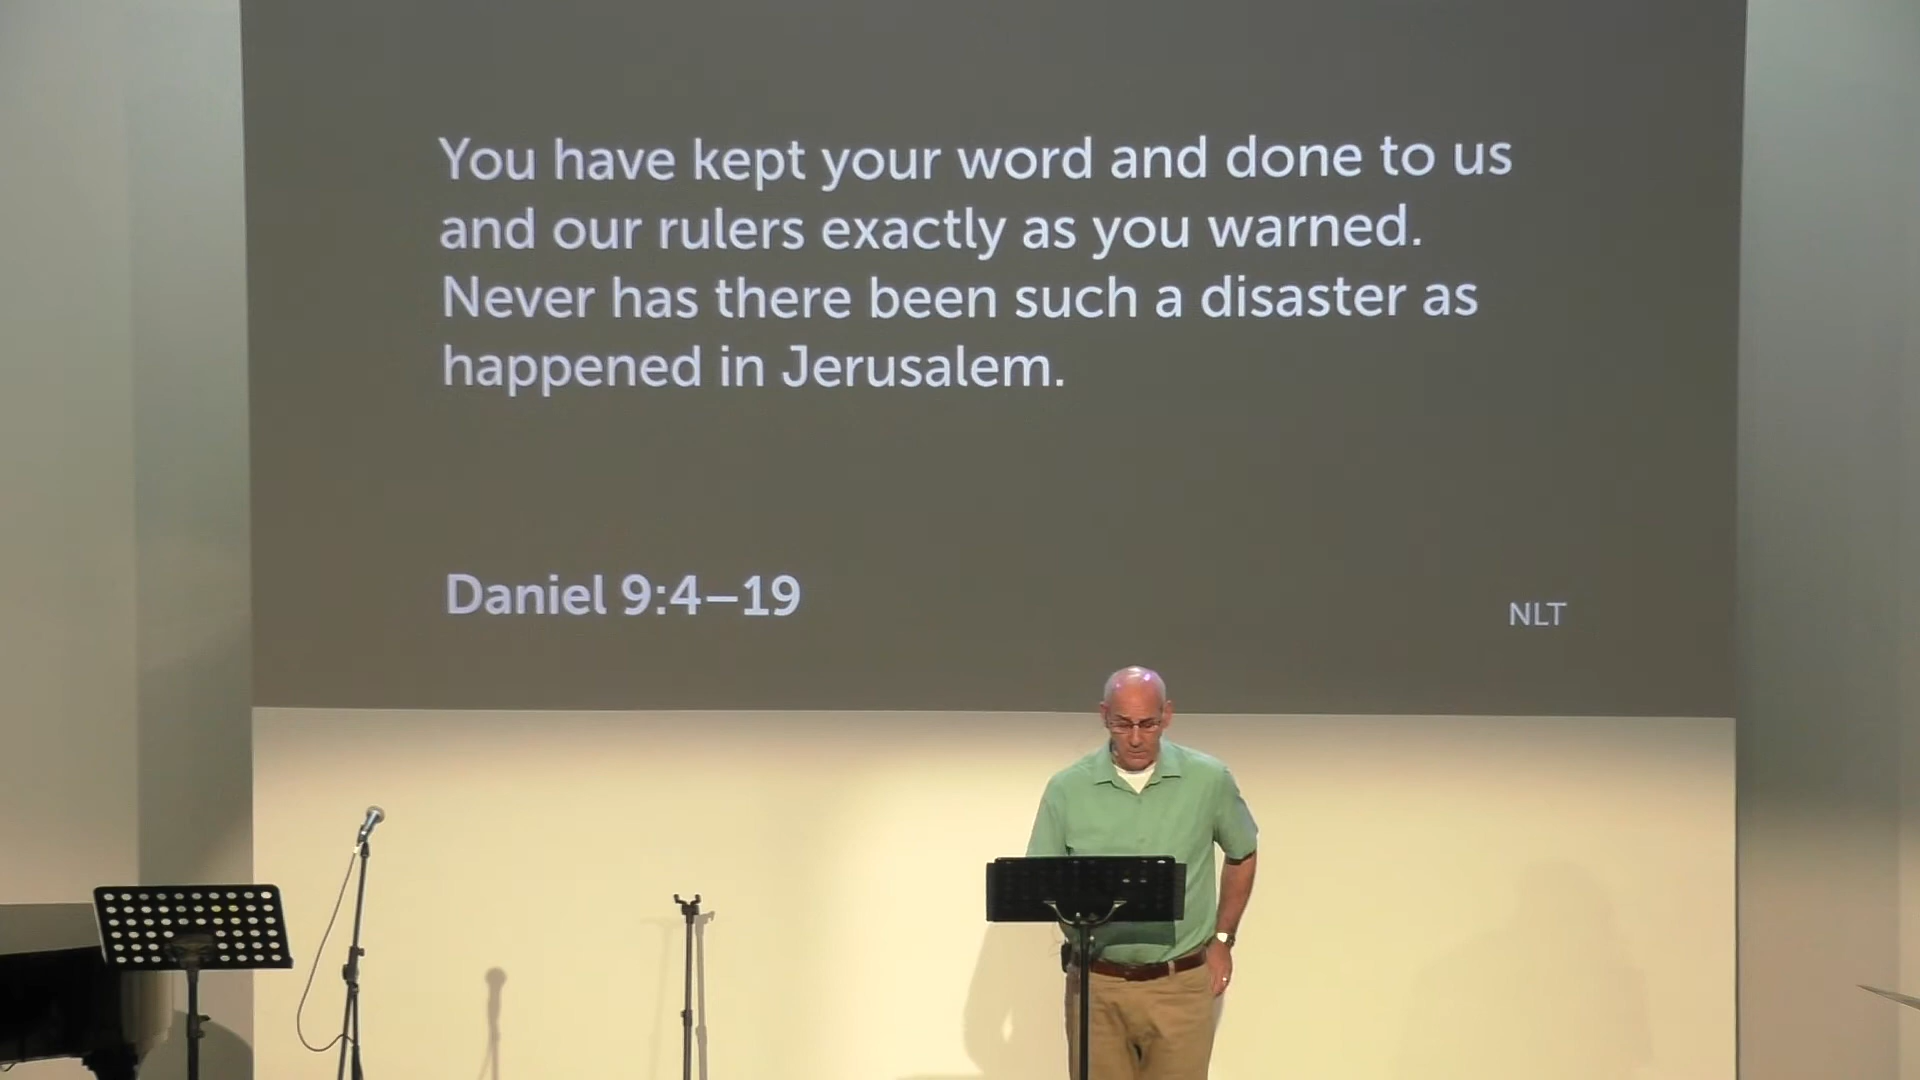 You have kept your word and done to us
and our rulers exactly as you warned.
Never has there been such a disaster as
happened in Jerusalem.
Daniel 9:4–19
NLT